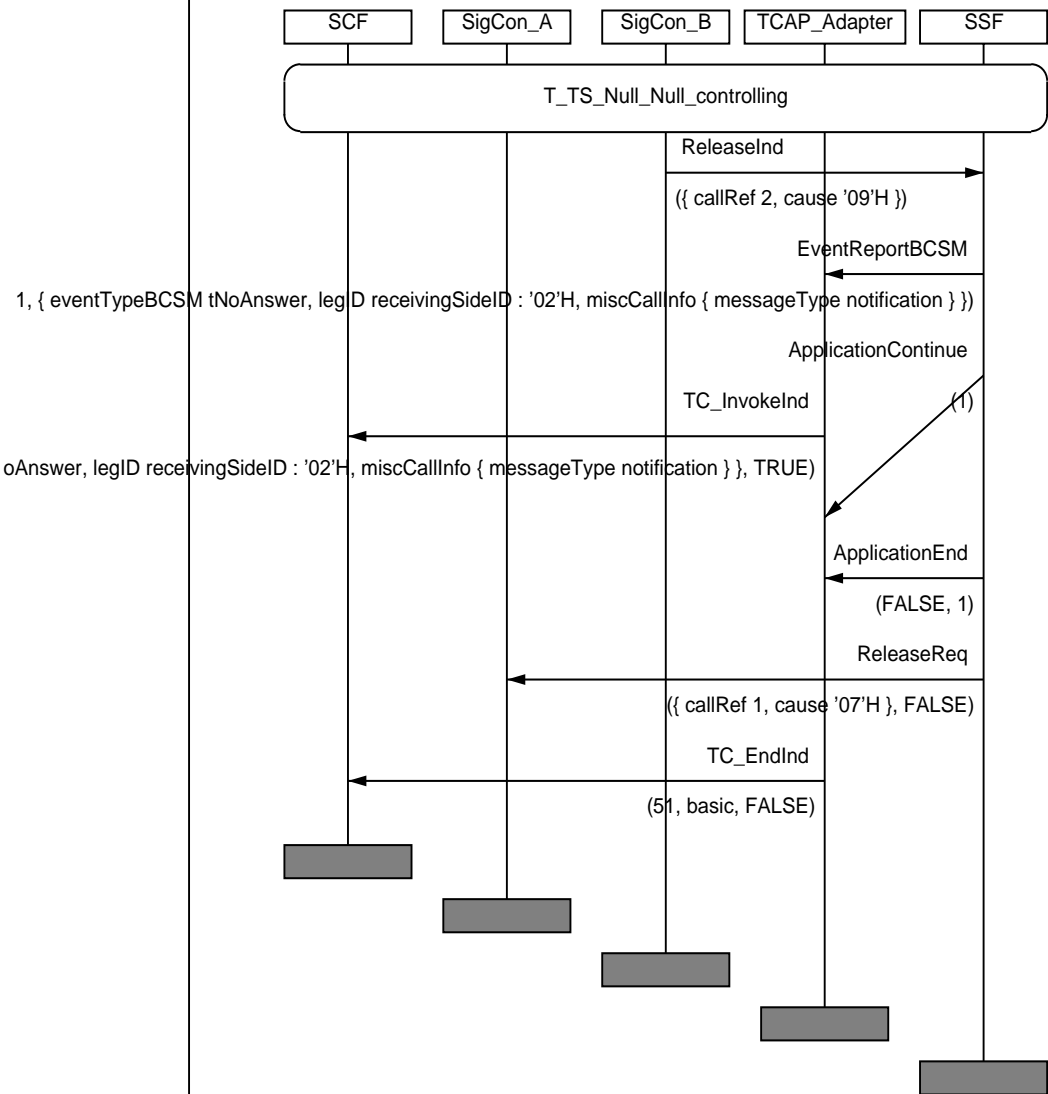 SCF SigCon_A SigCon_B TCAP_Adapter SSF
T_TS_Null_Null_controlling
ReleaseInd
({ callRef 2, cause '09'H })
EventReportBCSM
1, { eventTypeBCSM tNoAnswer, legID receivingSideID : '02'H, miscCallInfo { messageType notification } })
ApplicationContinue
TC_InvokeInd
(1)
oAnswer, legID receivingSideID : '02'H, miscCallInfo { messageType notification } }, TRUE)
ApplicationEnd
(FALSE, 1)
ReleaseReq
({ callRef 1, cause '07'H }, FALSE)
TC_EndInd
(51, basic, FALSE)